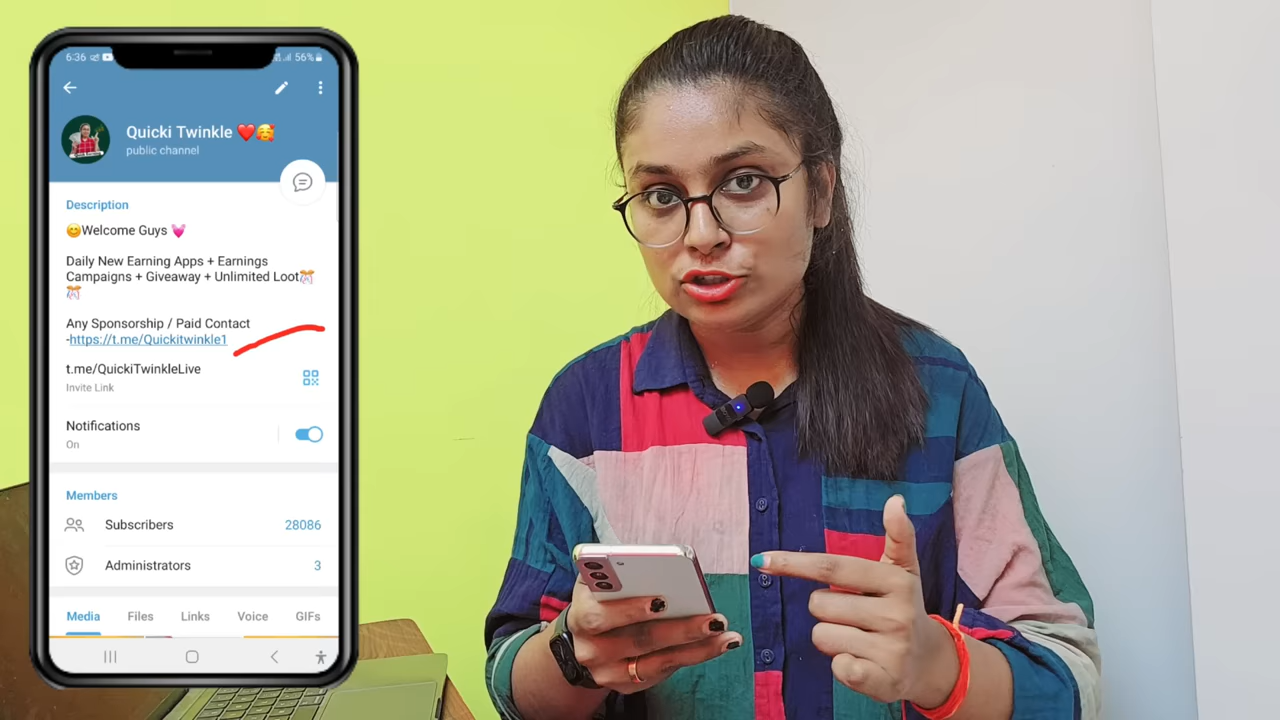 6:36 56%
Quicki Twinkle ❤️🥰
public channel
Description
😊Welcome Guys 💓
Daily New Earning Apps + Earnings
Campaigns + Giveaway + Unlimited Loot🎊
🎊
Any Sponsorship / Paid Contact
-https://t.me/Quickitwinkle1
t.me/QuickiTwinkleLive
Invite Link
Notifications
On
Members
Subscribers 28086
Administrators 3
Media Files Links Voice GIFs